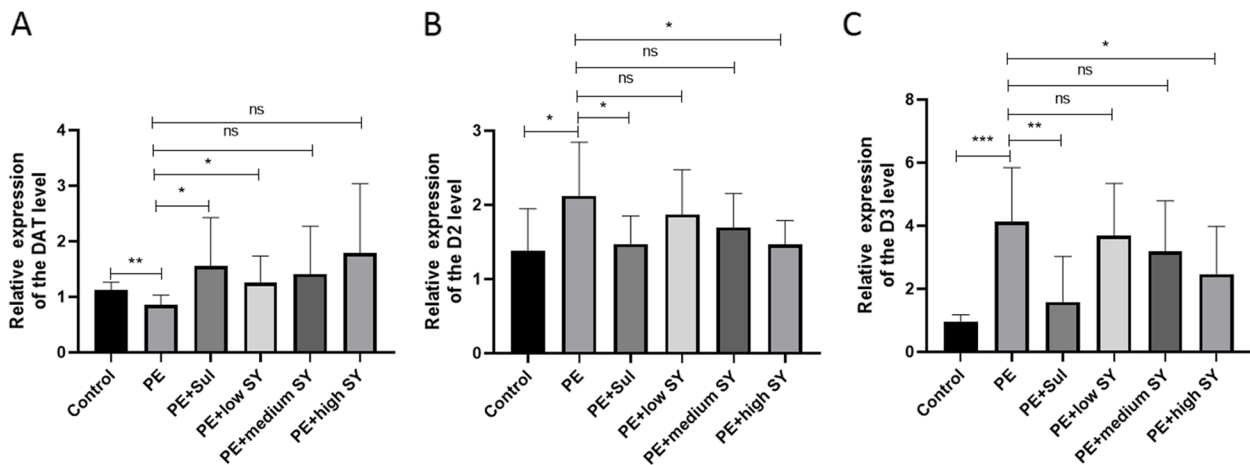 A
Relative expression
of the DAT level
4
3
2
1
0
ns
ns
*
*
**
Control
PE
PE+Sul
PE+low SY
PE+medium SY
PE+high SY
B
Relative expression
of the D2 level
3
2
1
0
*
ns
ns
*
*
Control
PE
PE+Sul
PE+low SY
PE+medium SY
PE+high SY
C
Relative expression
of the D3 level
8
6
4
2
0
*
ns
ns
**
***
Control
PE
PE+Sul
PE+low SY
PE+medium SY
PE+high SY